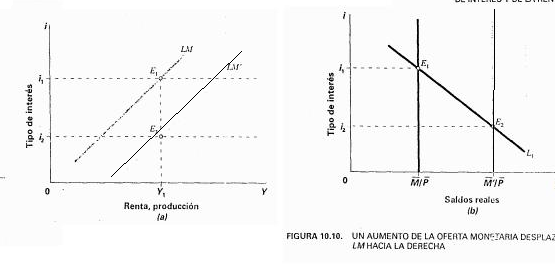 DE INTERÉS Y DE LA REN
i
LM
LM'
E₁
i₁
Tipo de interés
E₂
i₂
0
Y₁
Y
Renta, producción
(a)
i
E₁
i₁
Tipo de interés
E₂
i₂
L₁
0
M̅/P̅
M̅'/P̅
Saldos reales
(b)
FIGURA 10.10. UN AUMENTO DE LA OFERTA MONETARIA DESPLAZ
LM HACIA LA DERECHA